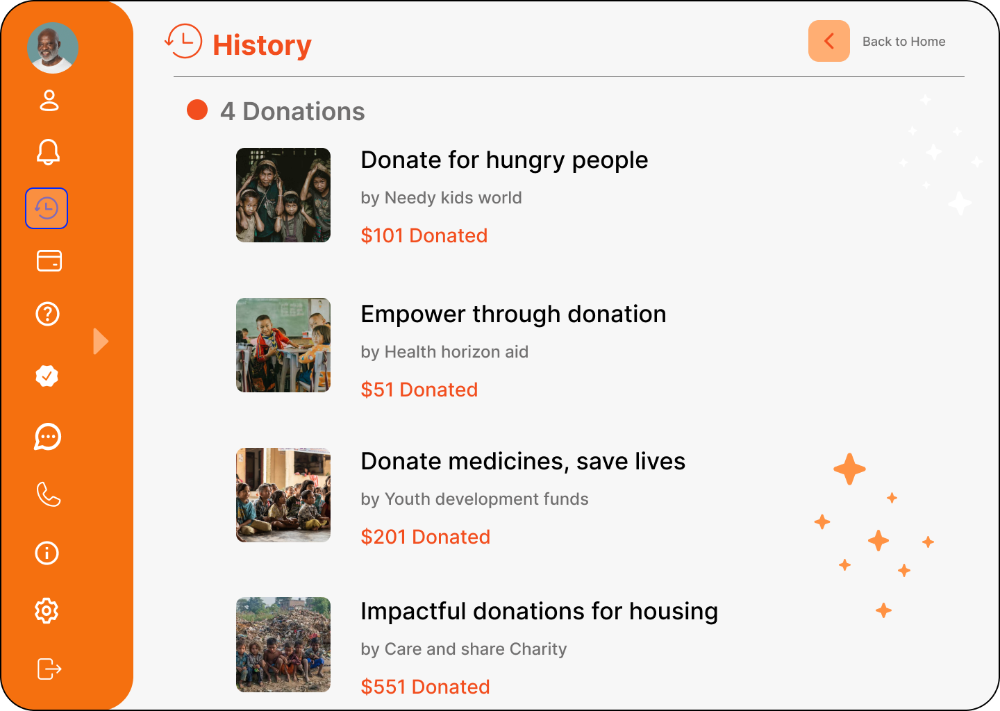 History
Back to Home
4 Donations
Donate for hungry people
by Needy kids world
$101 Donated
Empower through donation
by Health horizon aid
$51 Donated
Donate medicines, save lives
by Youth development funds
$201 Donated
Impactful donations for housing
by Care and share Charity
$551 Donated